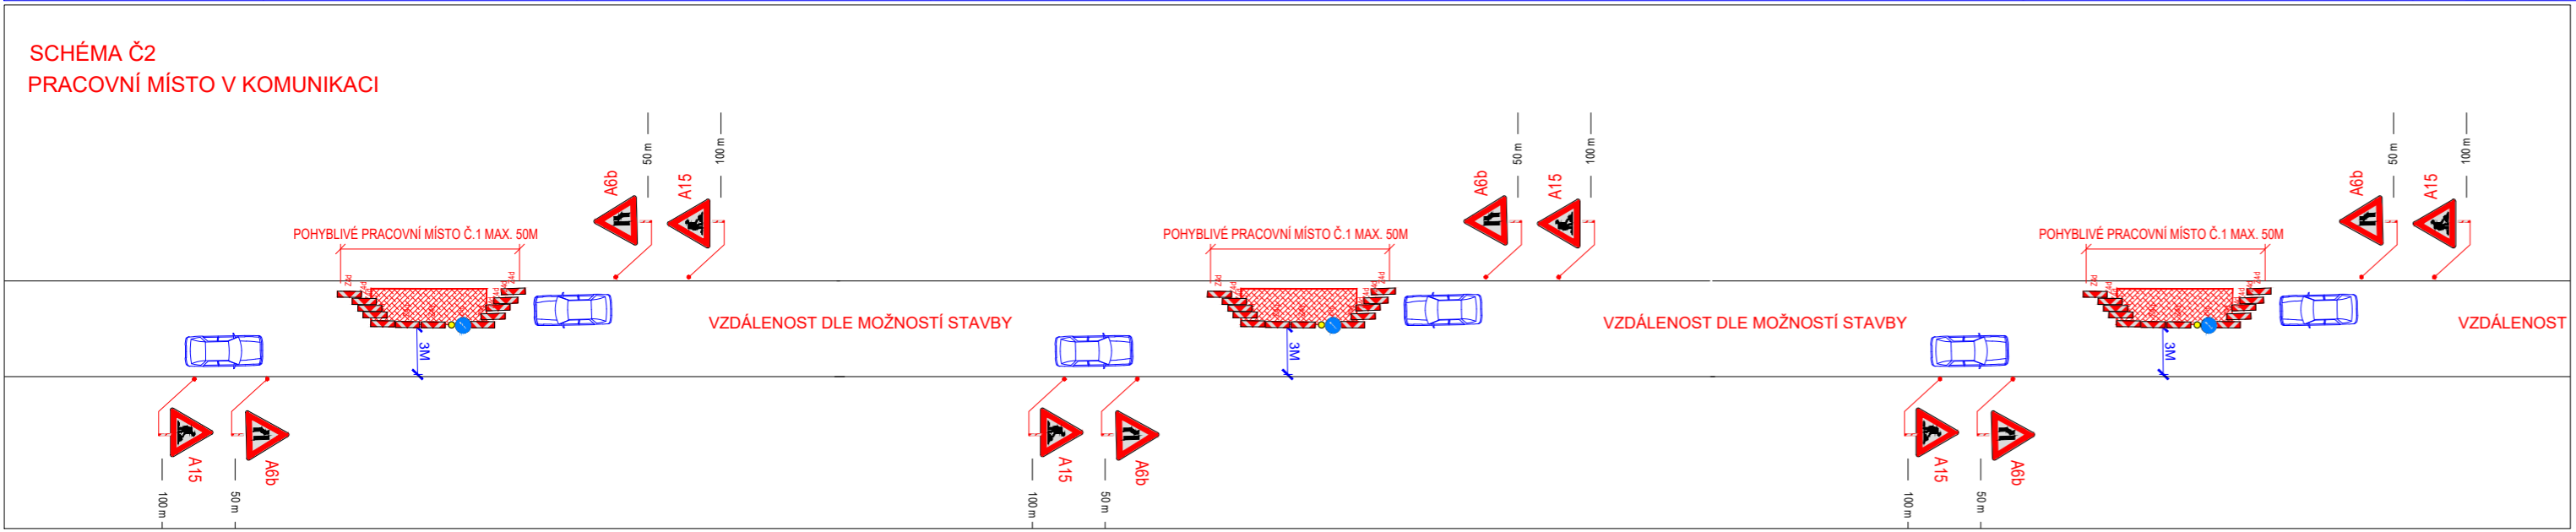 SCHÉMA Č2
PRACOVNÍ MÍSTO V KOMUNIKACI
50 m
100 m
50 m
100 m
50 m
100 m
A6b
A15
A6b
A15
A6b
A15
POHYBLIVÉ PRACOVNÍ MÍSTO Č.1 MAX. 50M
POHYBLIVÉ PRACOVNÍ MÍSTO Č.1 MAX. 50M
POHYBLIVÉ PRACOVNÍ MÍSTO Č.1 MAX. 50M
VZDÁLENOST DLE MOŽNOSTÍ STAVBY
VZDÁLENOST DLE MOŽNOSTÍ STAVBY
VZDÁLENOST
3M
3M
3M
A15
A6b
A15
A6b
A15
A6b
100 m
50 m
100 m
50 m
100 m
50 m